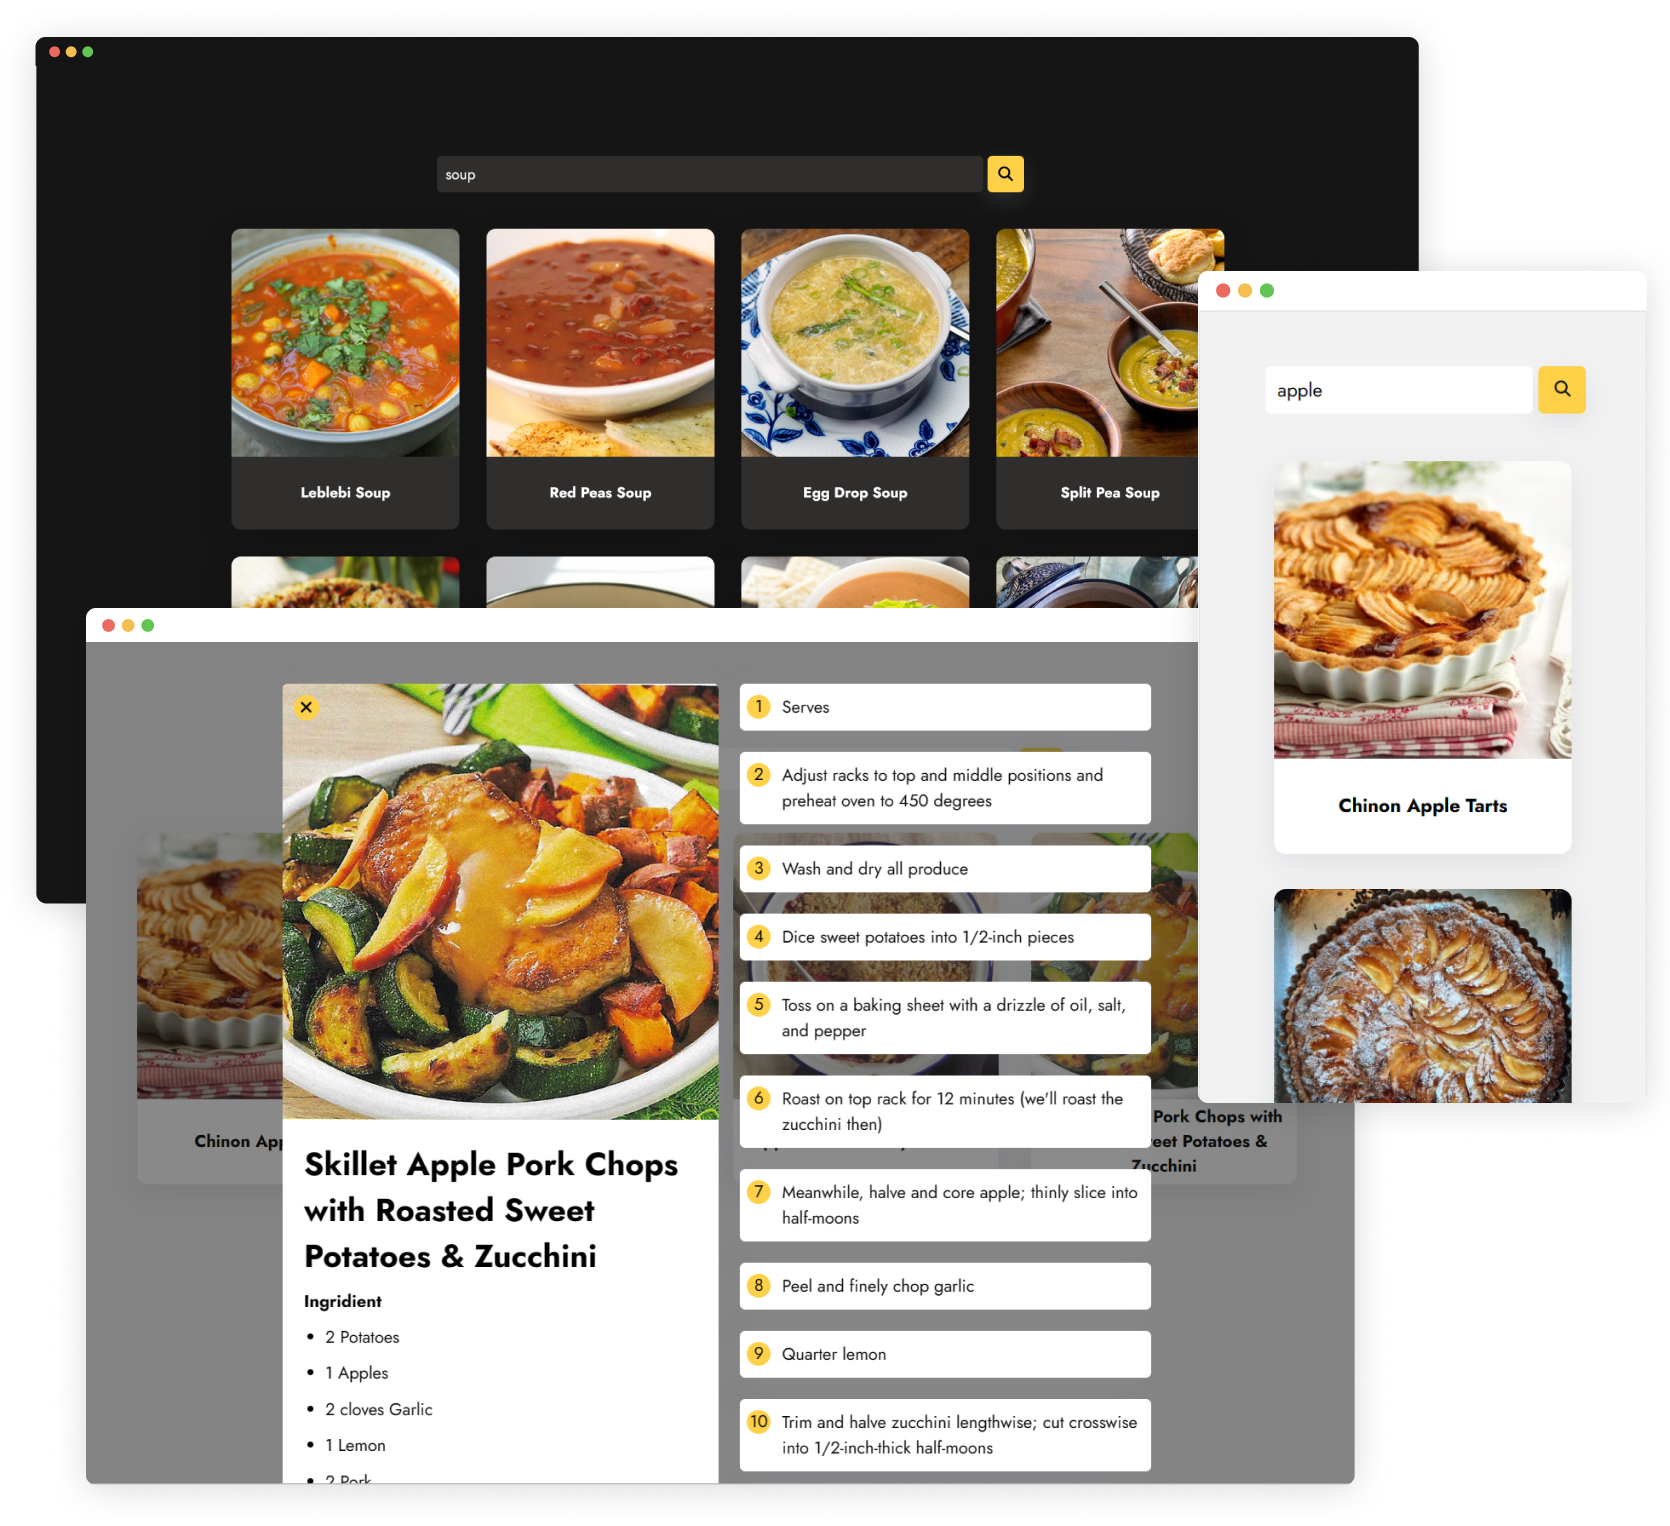 soup
Leblebi Soup
Red Peas Soup
Egg Drop Soup
Split Pea Soup
apple
Chinon Apple Tarts
Skillet Apple Pork Chops
with Roasted Sweet
Potatoes & Zucchini
Ingridient
• 2 Potatoes
• 1 Apples
• 2 cloves Garlic
• 1 Lemon
• 2 Pork
1 Serves
2 Adjust racks to top and middle positions and
preheat oven to 450 degrees
3 Wash and dry all produce
4 Dice sweet potatoes into 1/2-inch pieces
5 Toss on a baking sheet with a drizzle of oil, salt,
and pepper
6 Roast on top rack for 12 minutes (we'll roast the
zucchini then)
7 Meanwhile, halve and core apple; thinly slice into
half-moons
8 Peel and finely chop garlic
9 Quarter lemon
10 Trim and halve zucchini lengthwise; cut crosswise
into 1/2-inch-thick half-moons
Chinon App
Pork Chops with
eet Potatoes &
Zucchini